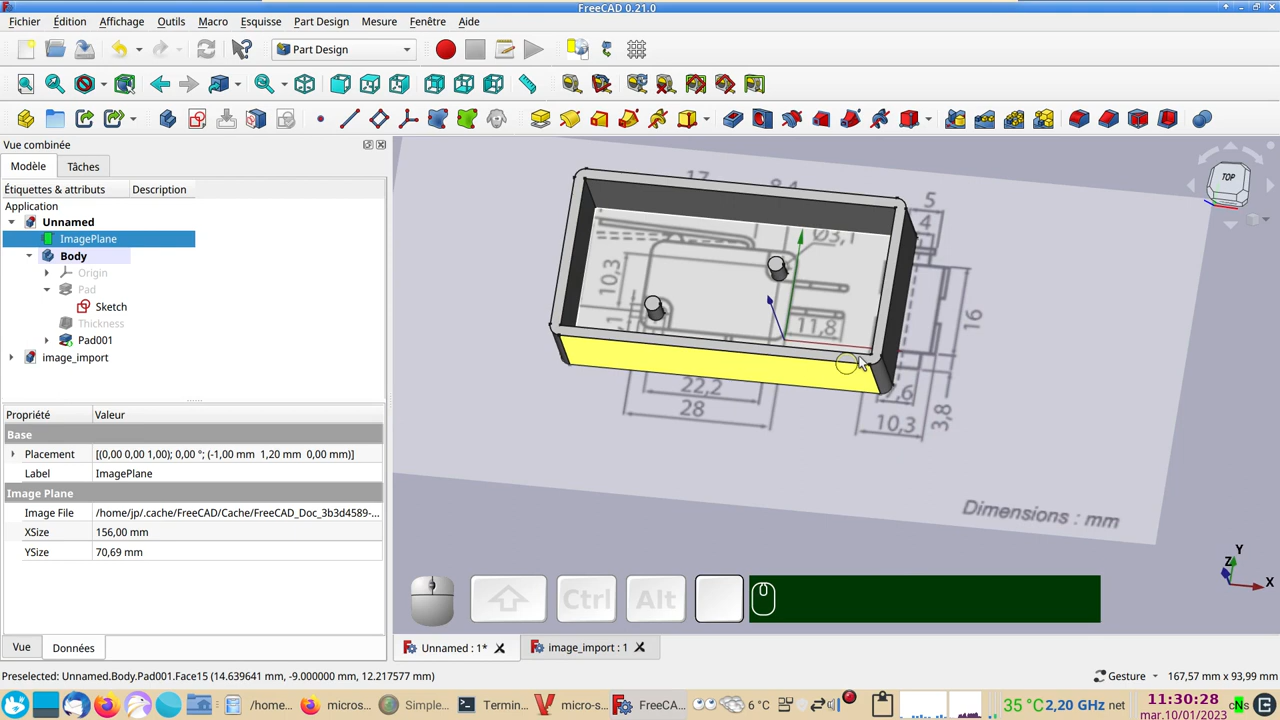 FreeCAD 0.21.0
Fichier Édition Affichage Outils Macro Esquisse Part Design Mesure Fenêtre Aide
Part Design
Vue combinée
Modèle Tâches
Étiquettes & attributs Description
Application
Unnamed
ImagePlane
Body
Origin
Pad
Sketch
Thickness
Pad001
image_import
Propriété Valeur
Base
Placement [(0,00 0,00 1,00); 0,00 °; (-1,00 mm 1,20 mm 0,00 mm)]
Label ImagePlane
Image Plane
Image File /home/jp/.cache/FreeCAD/Cache/FreeCAD_Doc_3b3d4589-...
XSize 156,00 mm
YSize 70,69 mm
Vue Données
TOP
17 8,4 5
4
Ø3,1
10,3
11,8
16
22,2
28
7,6
10,3
3,8
Dimensions : mm
Y
Z
X
Ctrl Alt
Unnamed : 1* image_import : 1
Preselected: Unnamed.Body.Pad001.Face15 (14.639641 mm, -9.000000 mm, 12.217577 mm) Gesture 167,57 mm x 93,99 mm
/home... micros... Simple... Termin... micro-s... FreeCA... 6 °C 35°C 2,20 GHz net 11:30:28
mar.10/01/2023